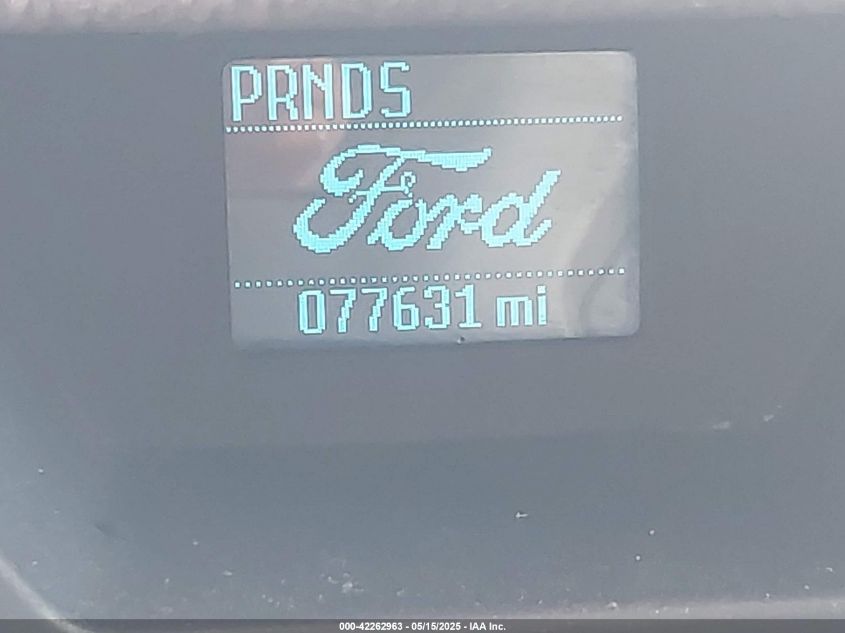 PRNDS
Ford
077631 mi
000-42262963 - 05/15/2025 - IAA Inc.